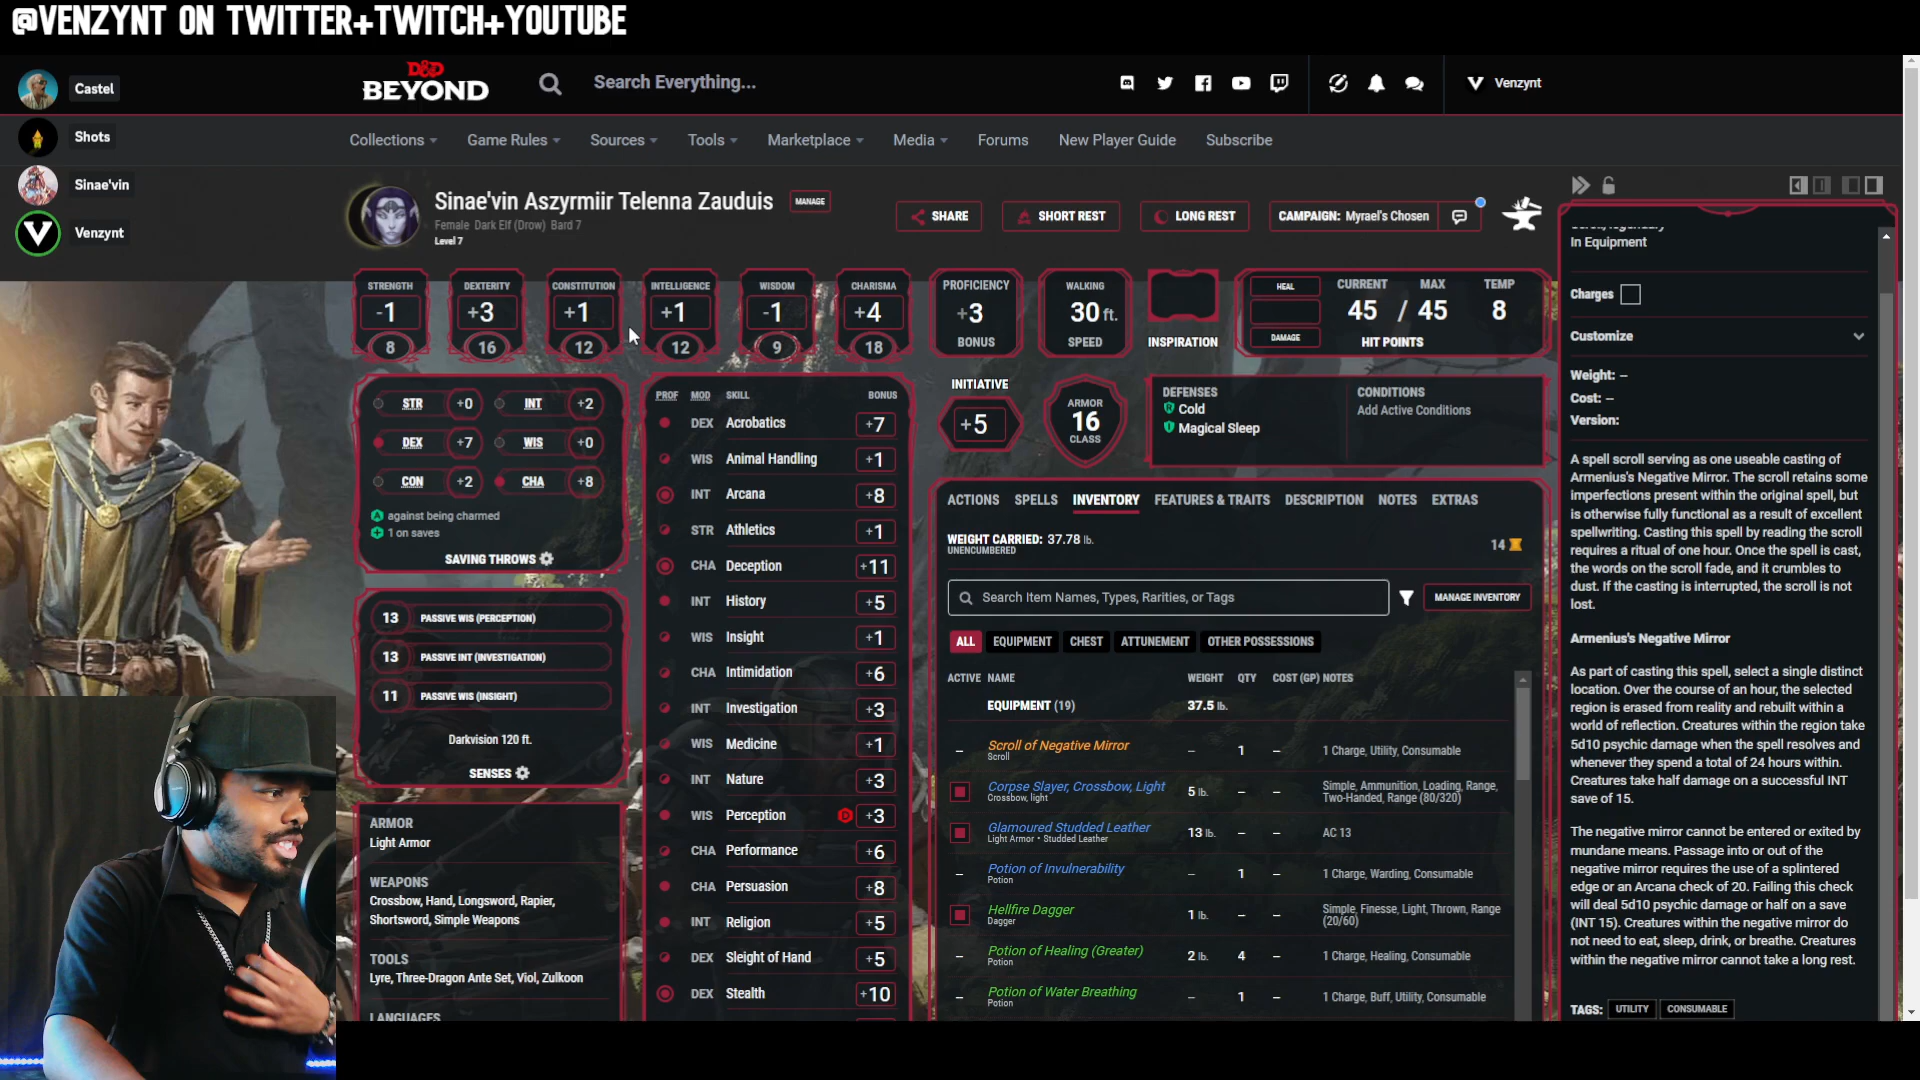 @VENZYNT ON TWITTER+TWITCH+YOUTUBE
Castel
Shots
Sinae'vin
Venzynt
D&D
BEYOND
Search Everything...
Venzynt
Collections
Game Rules
Sources
Tools
Marketplace
Media
Forums
New Player Guide
Subscribe
Sinae'vin Aszyrmiir Telenna Zauduis
MANAGE
Female Dark Elf (Drow) Bard 7
Level 7
SHARE
SHORT REST
LONG REST
CAMPAIGN: Myrael's Chosen
STRENGTH
-1
8
DEXTERITY
+3
16
CONSTITUTION
+1
12
INTELLIGENCE
+1
12
WISDOM
-1
9
CHARISMA
+4
18
PROFICIENCY
+3
BONUS
WALKING
30 ft.
SPEED
INSPIRATION
HEAL
DAMAGE
CURRENT MAX TEMP
45 / 45 8
HIT POINTS
STR +0 INT +2
DEX +7 WIS +0
CON +2 CHA +8
against being charmed
1 on saves
SAVING THROWS
13 PASSIVE WIS (PERCEPTION)
13 PASSIVE INT (INVESTIGATION)
11 PASSIVE WIS (INSIGHT)
Darkvision 120 ft.
SENSES
ARMOR
Light Armor
WEAPONS
Crossbow, Hand, Longsword, Rapier,
Shortsword, Simple Weapons
TOOLS
Lyre, Three-Dragon Ante Set, Viol, Zulkoon
LANGUAGES
PROF MOD SKILL BONUS
DEX Acrobatics +7
WIS Animal Handling +1
INT Arcana +8
STR Athletics +1
CHA Deception +11
INT History +5
WIS Insight +1
CHA Intimidation +6
INT Investigation +3
WIS Medicine +1
INT Nature +3
WIS Perception +3
CHA Performance +6
CHA Persuasion +8
INT Religion +5
DEX Sleight of Hand +5
DEX Stealth +10
INITIATIVE
+5
ARMOR
16
CLASS
DEFENSES
Cold
Magical Sleep
CONDITIONS
Add Active Conditions
ACTIONS
SPELLS
INVENTORY
FEATURES & TRAITS
DESCRIPTION
NOTES
EXTRAS
WEIGHT CARRIED: 37.78 lb.
UNENCUMBERED
14
Search Item Names, Types, Rarities, or Tags
MANAGE INVENTORY
ALL
EQUIPMENT
CHEST
ATTUNEMENT
OTHER POSSESSIONS
ACTIVE NAME WEIGHT QTY COST (GP) NOTES
EQUIPMENT (19) 37.5 lb.
– Scroll of Negative Mirror – 1 – 1 Charge, Utility, Consumable
Scroll
Corpse Slayer, Crossbow, Light 5 lb. – – Simple, Ammunition, Loading, Range,
Crossbow, light Two-Handed, Range (80/320)
Glamoured Studded Leather 13 lb. – – AC 13
Light Armor • Studded Leather
– Potion of Invulnerability – 1 – 1 Charge, Warding, Consumable
Potion
Hellfire Dagger 1 lb. – – Simple, Finesse, Light, Thrown, Range
Dagger (20/60)
– Potion of Healing (Greater) 2 lb. 4 – 1 Charge, Healing, Consumable
Potion
– Potion of Water Breathing – 1 – 1 Charge, Buff, Utility, Consumable
Potion
In Equipment
Charges
Customize
Weight: –
Cost: –
Version:
A spell scroll serving as one useable casting of
Armenius's Negative Mirror. The scroll retains some
imperfections present within the original spell, but
is otherwise fully functional as a result of excellent
spellwriting. Casting this spell by reading the scroll
requires a ritual of one hour. Once the spell is cast,
the words on the scroll fade, and it crumbles to
dust. If the casting is interrupted, the scroll is not
lost.
Armenius's Negative Mirror
As part of casting this spell, select a single distinct
location. Over the course of an hour, the selected
region is erased from reality and rebuilt within a
world of reflection. Creatures within the region take
5d10 psychic damage when the spell resolves and
whenever they spend a total of 24 hours within.
Creatures take half damage on a successful INT
save of 15.
The negative mirror cannot be entered or exited by
mundane means. Passage into or out of the
negative mirror requires the use of a splintered
edge or an Arcana check of 20. Failing this check
will deal 5d10 psychic damage or half on a save
(INT 15). Creatures within the negative mirror do
not need to eat, sleep, drink, or breathe. Creatures
within the negative mirror cannot take a long rest.
TAGS: UTILITY CONSUMABLE